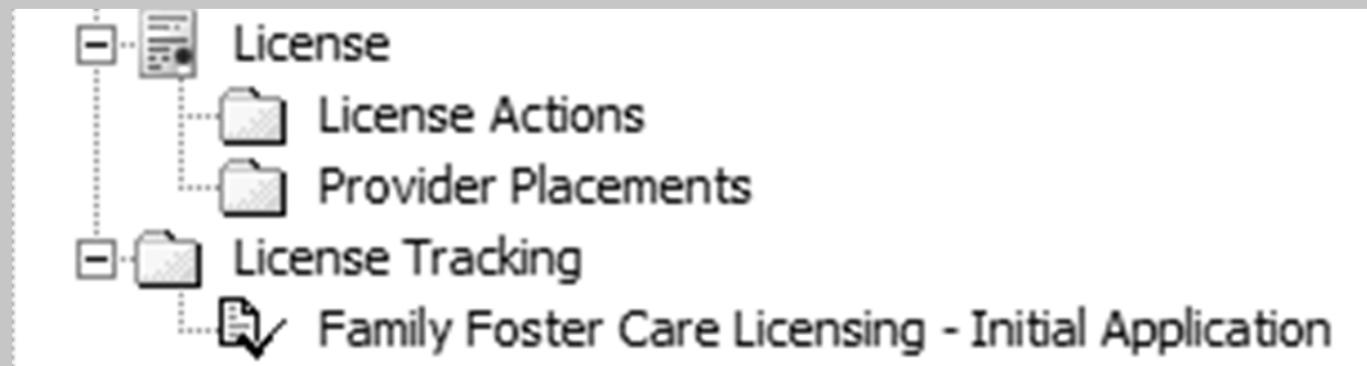 License
License Actions
Provider Placements
License Tracking
Family Foster Care Licensing - Initial Application